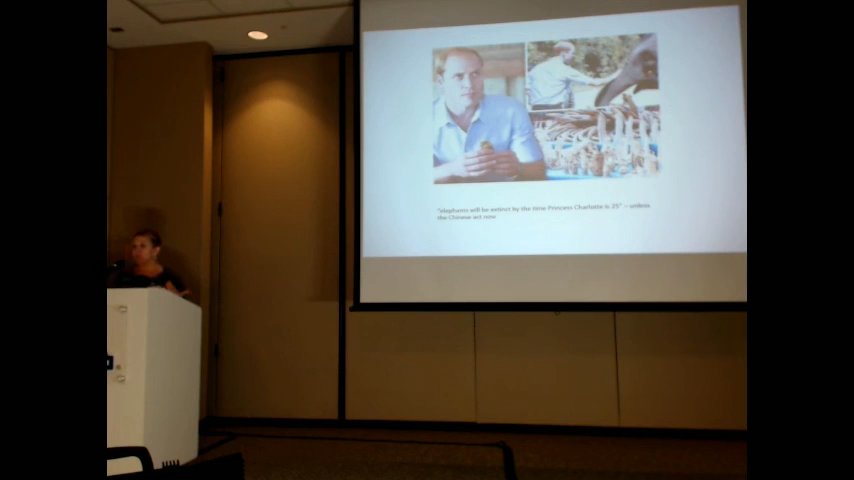 "elephants will be extinct by the time Princess Charlotte is 25" – unless
the Chinese act now